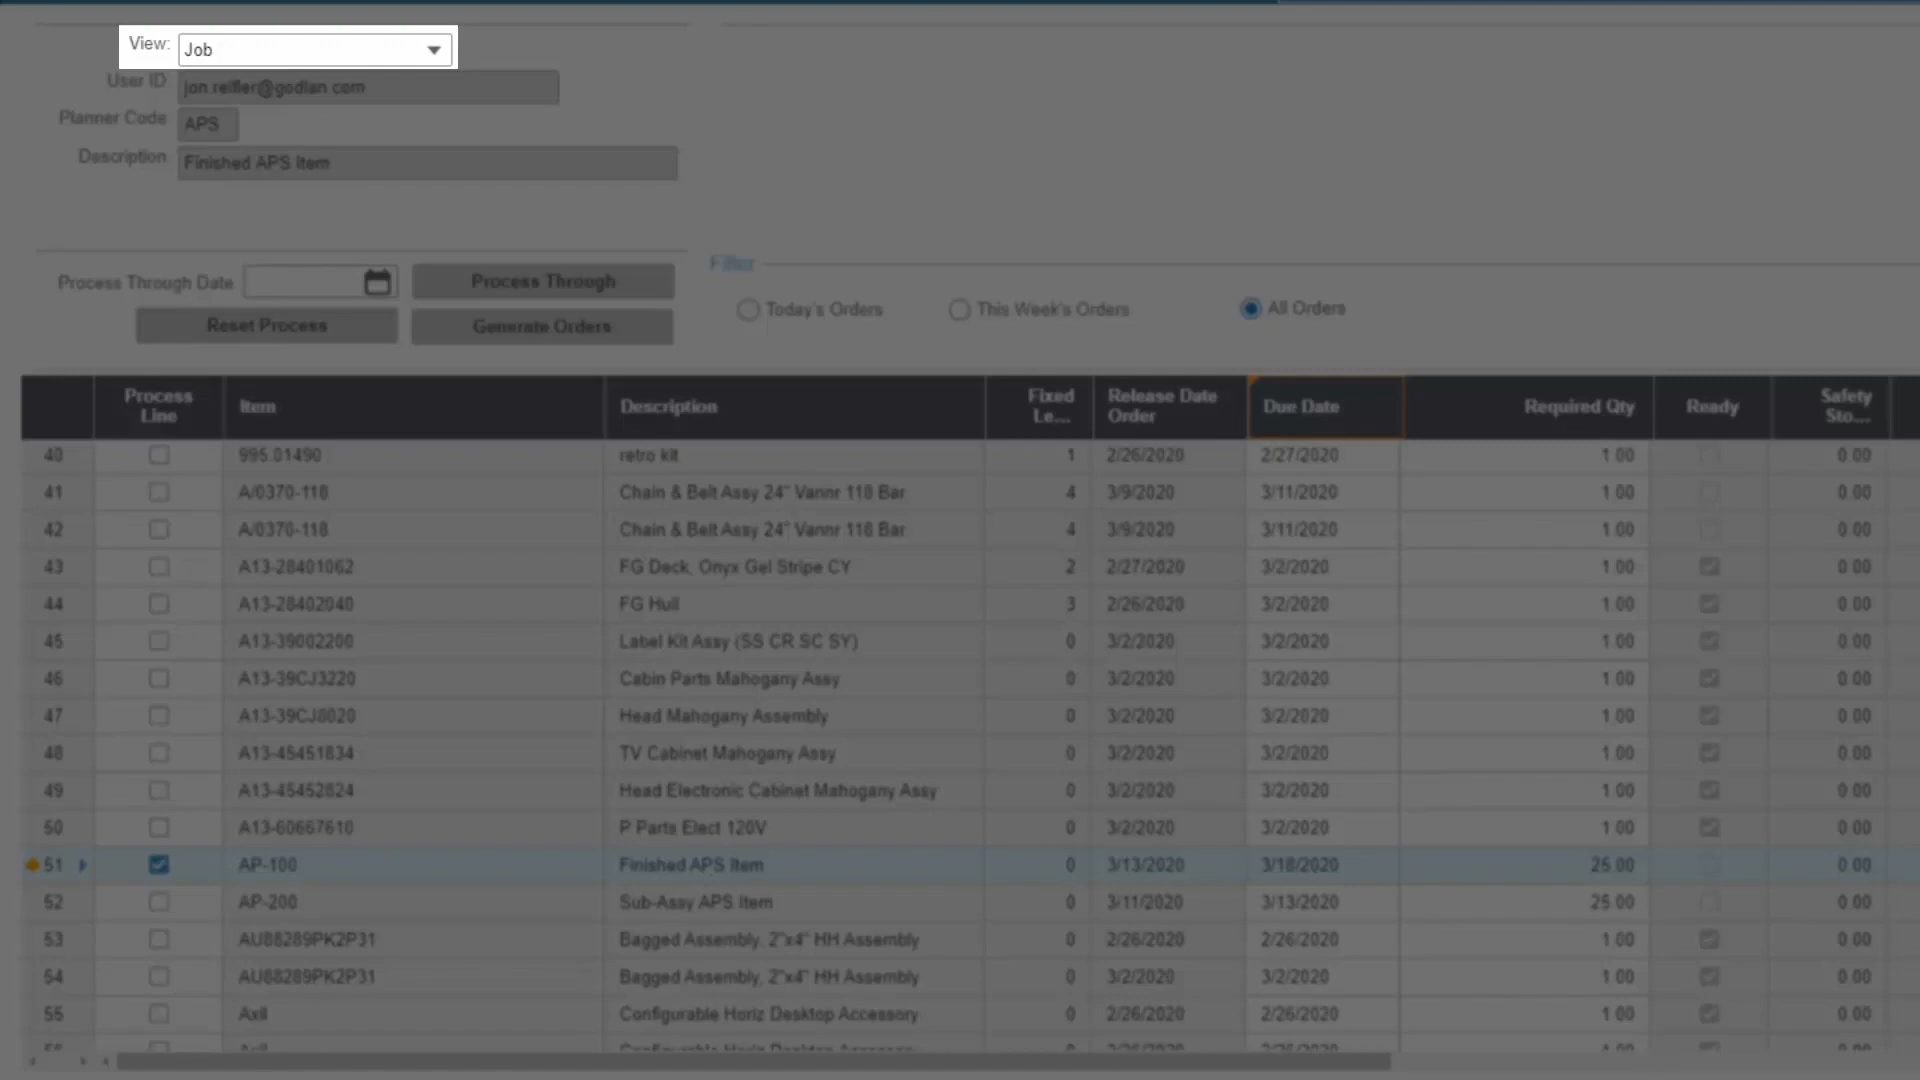 View: Job
User ID jon.reifler@godlan.com
Planner Code APS
Description Finished APS Item
Process Through Date Process Through
Reset Process Generate Orders
Filter
Today's Orders This Week's Orders All Orders
Process Line Item Description Fixed Le... Release Date Order Due Date Required Qty Ready Safety Sto...
40 995.01490 retro kit 1 2/26/2020 2/27/2020 1.00 0.00
41 A/0370-118 Chain & Belt Assy 24" Vannr 118 Bar 4 3/9/2020 3/11/2020 1.00 0.00
42 A/0370-118 Chain & Belt Assy 24" Vannr 118 Bar 4 3/9/2020 3/11/2020 1.00 0.00
43 A13-28401062 FG Deck, Onyx Gel Stripe CY 2 2/27/2020 3/2/2020 1.00 0.00
44 A13-28402040 FG Hull 3 2/26/2020 3/2/2020 1.00 0.00
45 A13-39002200 Label Kit Assy (SS CR SC SY) 0 3/2/2020 3/2/2020 1.00 0.00
46 A13-39CJ3220 Cabin Parts Mahogany Assy 0 3/2/2020 3/2/2020 1.00 0.00
47 A13-39CJ8020 Head Mahogany Assembly 0 3/2/2020 3/2/2020 1.00 0.00
48 A13-45451834 TV Cabinet Mahogany Assy 0 3/2/2020 3/2/2020 1.00 0.00
49 A13-45452824 Head Electronic Cabinet Mahogany Assy 0 3/2/2020 3/2/2020 1.00 0.00
50 A13-60667610 P Parts Elect 120V 0 3/2/2020 3/2/2020 1.00 0.00
51 AP-100 Finished APS Item 0 3/13/2020 3/18/2020 25.00 0.00
52 AP-200 Sub-Assy APS Item 0 3/11/2020 3/13/2020 25.00 0.00
53 AU88289PK2P31 Bagged Assembly, 2"x4" HH Assembly 0 2/26/2020 2/26/2020 1.00 0.00
54 AU88289PK2P31 Bagged Assembly, 2"x4" HH Assembly 0 3/2/2020 3/2/2020 1.00 0.00
55 Axil Configurable Horiz Desktop Accessory 0 2/26/2020 2/26/2020 1.00 0.00